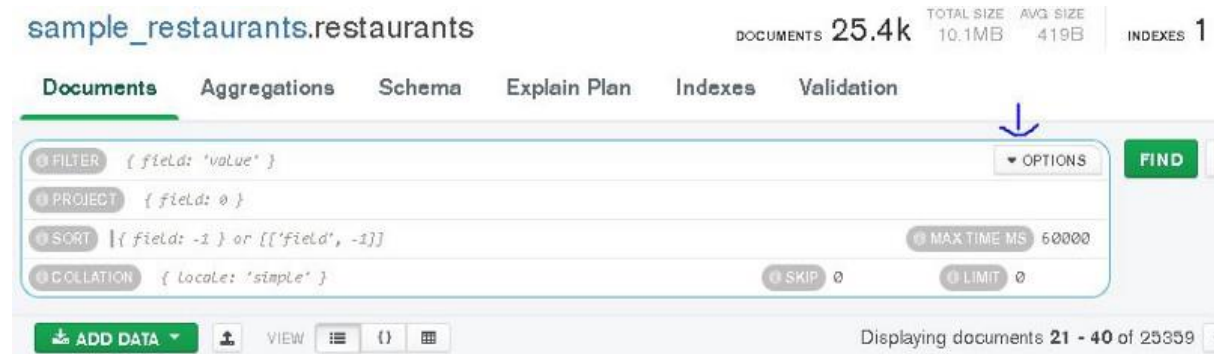 sample_restaurants.restaurants DOCUMENTS 25.4k TOTAL SIZE 10.1MB AVG SIZE 419B INDEXES 1
Documents Aggregations Schema Explain Plan Indexes Validation
FILTER { field: 'value' } OPTIONS FIND
PROJECT { field: 0 }
SORT { field: -1 } or [['field', -1]] MAX TIME MS 60000
COLLATION { locale: 'simple' } SKIP 0 LIMIT 0
ADD DATA VIEW {} Displaying documents 21 - 40 of 25359